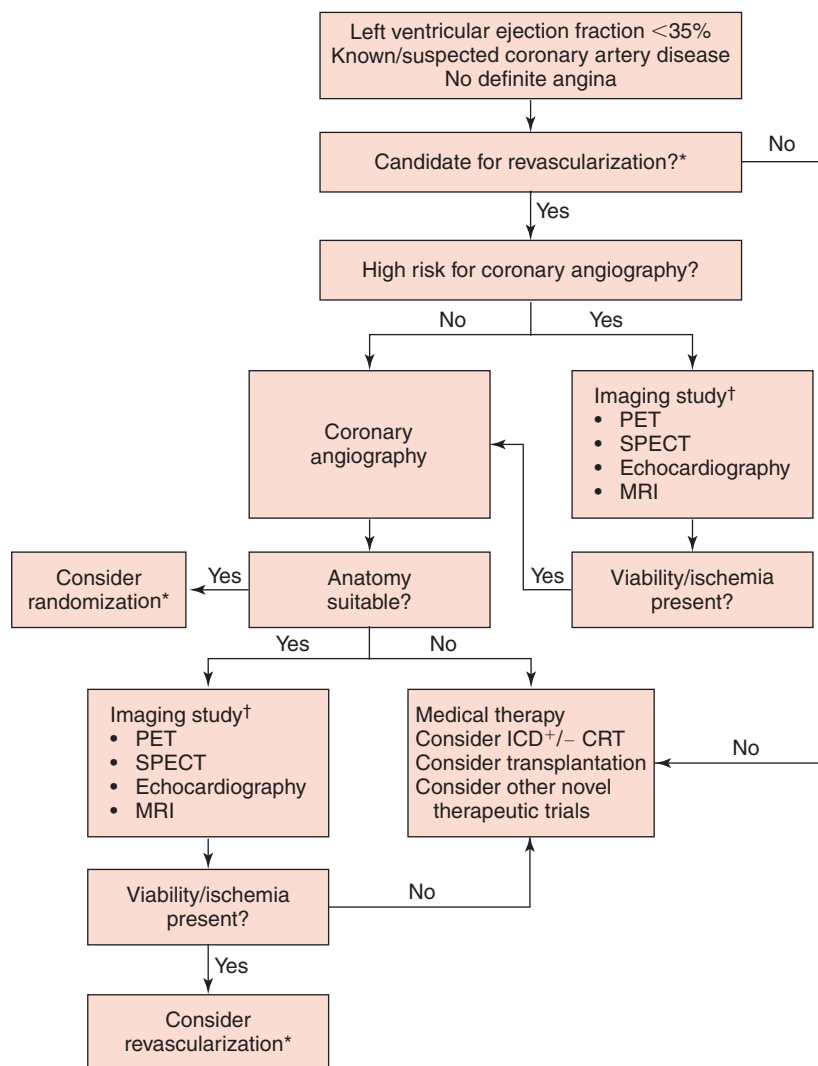 Left ventricular ejection fraction <35%
Known/suspected coronary artery disease
No definite angina
No
Candidate for revascularization?*
Yes
High risk for coronary angiography?
No
Yes
Coronary
angiography
Imaging study†
• PET
• SPECT
• Echocardiography
• MRI
Consider
randomization*
Yes
Anatomy
suitable?
Yes
Viability/ischemia
present?
Yes
No
Imaging study†
• PET
• SPECT
• Echocardiography
• MRI
Medical therapy
Consider ICD+/– CRT
Consider transplantation
Consider other novel
therapeutic trials
No
Viability/ischemia
present?
No
Yes
Consider
revascularization*